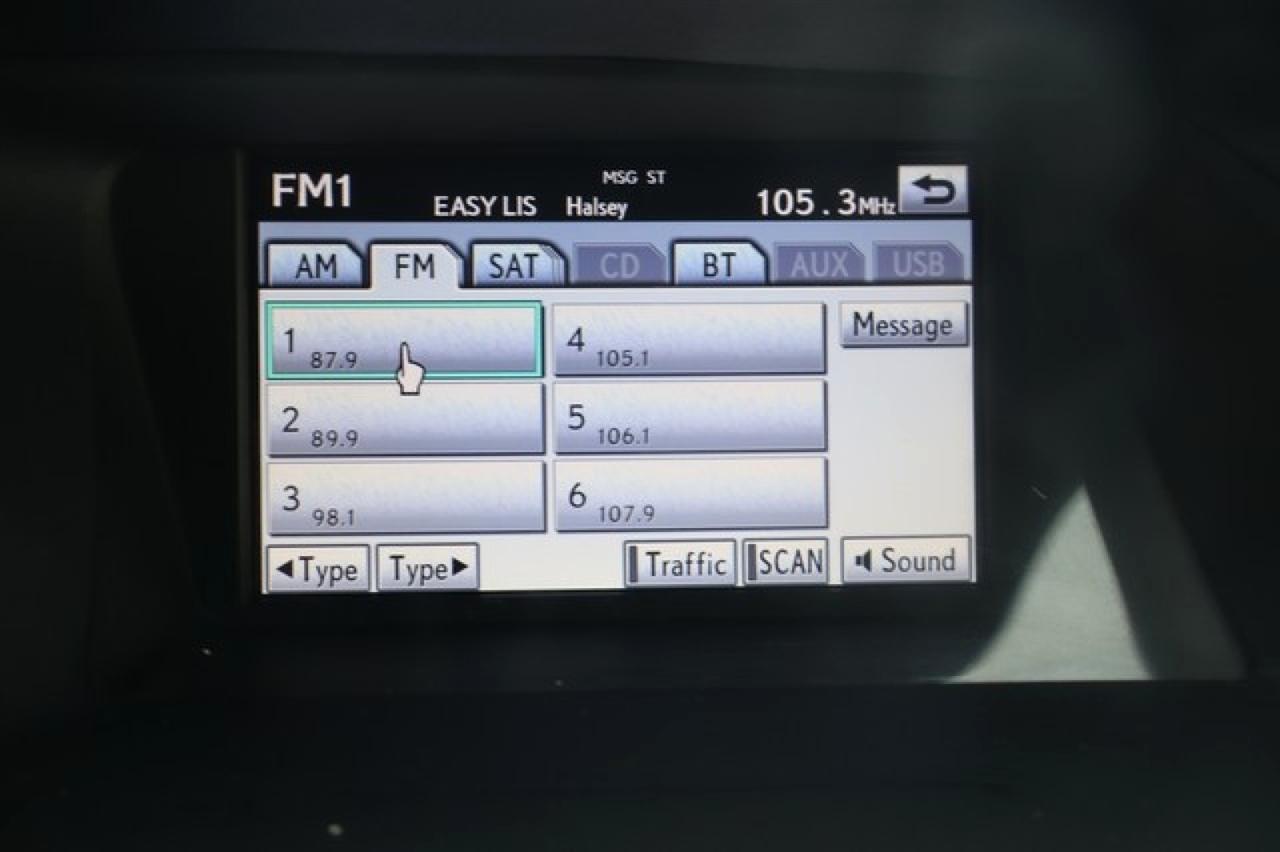 MSG ST
FM1 EASY LIS Halsey 105.3MHz
AM FM SAT CD BT AUX USB
1 87.9
4 105.1
Message
2 89.9
5 106.1
3 98.1
6 107.9
◀Type Type▶ Traffic SCAN Sound